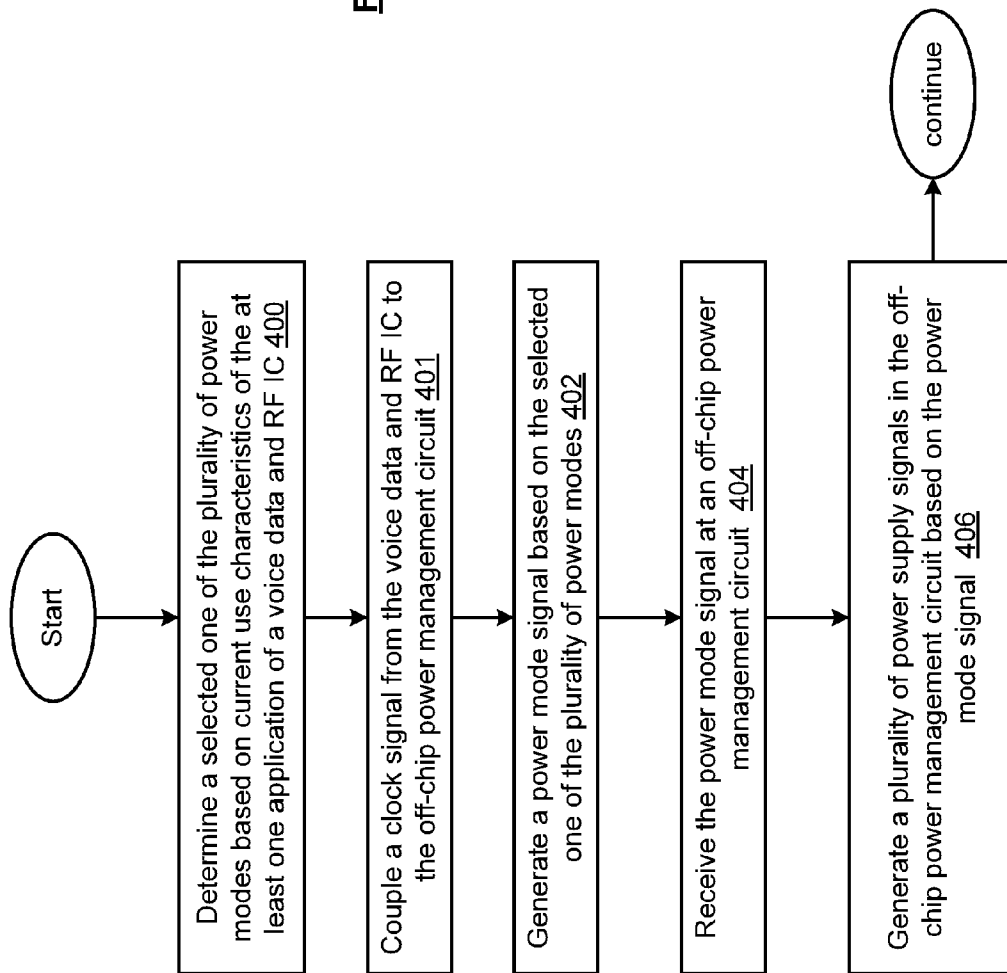 Start
Determine a selected one of the plurality of power
modes based on current use characteristics of the at
least one application of a voice data and RF IC 400
Couple a clock signal from the voice data and RF IC to
the off-chip power management circuit 401
Generate a power mode signal based on the selected
one of the plurality of power modes 402
Receive the power mode signal at an off-chip power
management circuit 404
Generate a plurality of power supply signals in the off-
chip power management circuit based on the power
mode signal 406
continue